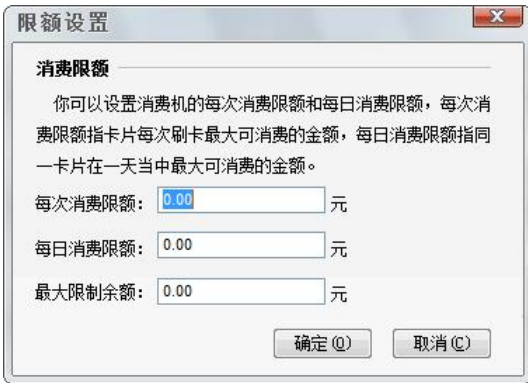 限额设置
消费限额
你可以设置消费机的每次消费限额和每日消费限额，每次消
费限额指卡片每次刷卡最大可消费的金额，每日消费限额指同
一卡片在一天当中最大可消费的金额。
每次消费限额： 0.00 元
每日消费限额： 0.00 元
最大限制余额： 0.00 元
确定(O) 取消(C)